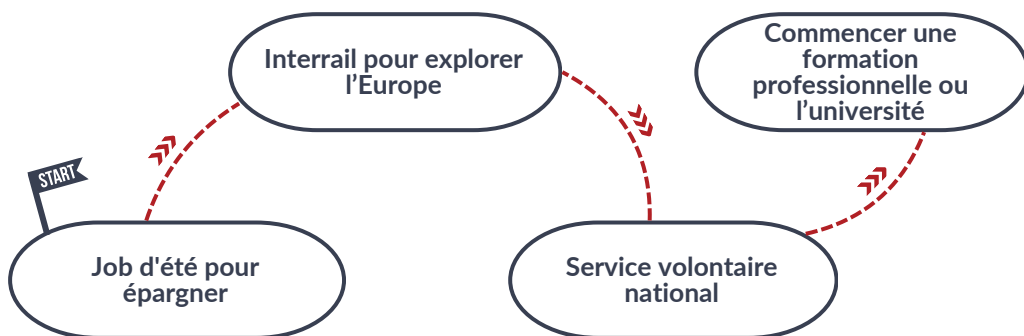 START
Job d'été pour
épargner
Interrail pour explorer
l’Europe
Service volontaire
national
Commencer une
formation
professionnelle ou
l’université